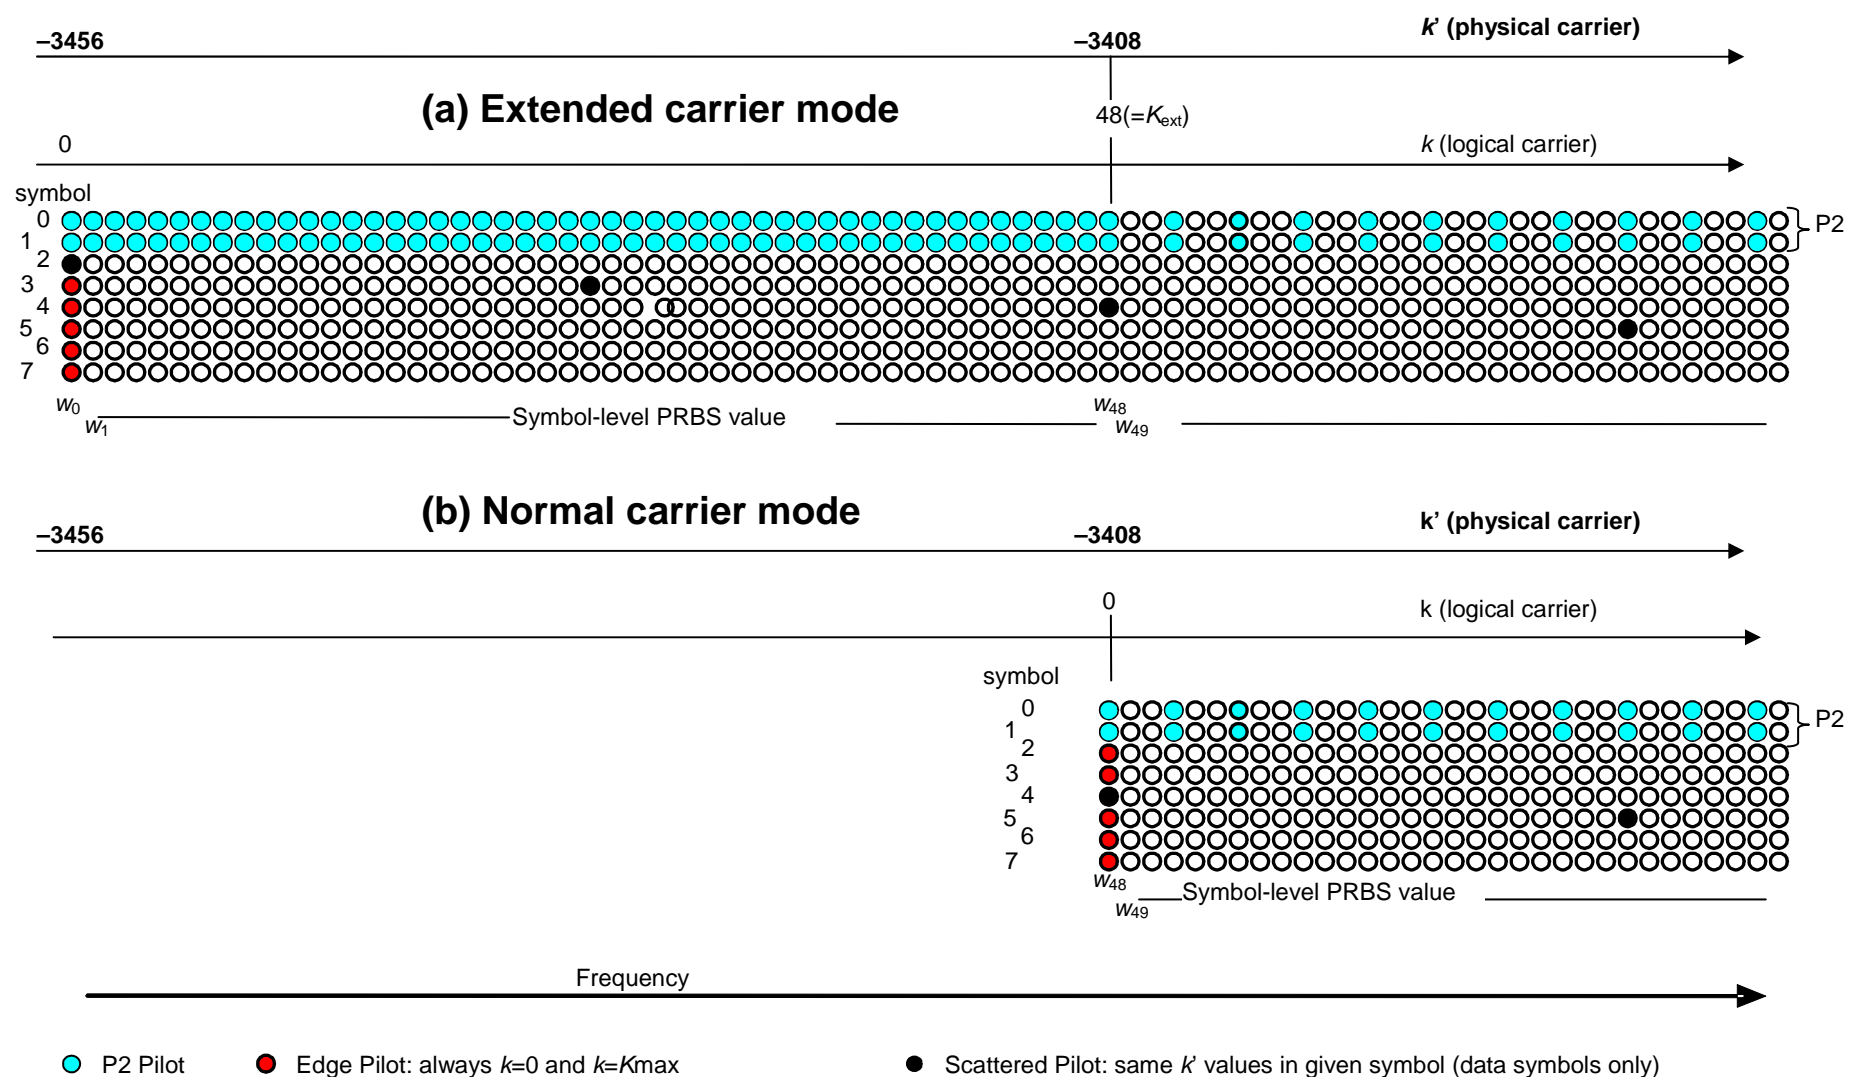 k’ (physical carrier)
–3456
–3408
(a) Extended carrier mode
48(=Kext)
0
k (logical carrier)
symbol
0
1
2
3
4
5
6
7
P2
w0
w1
Symbol-level PRBS value
w48
w49
(b) Normal carrier mode
k’ (physical carrier)
–3456
–3408
0
k (logical carrier)
symbol
0
1
2
3
4
5
6
7
P2
w48
w49
Symbol-level PRBS value
Frequency
P2 Pilot
Edge Pilot: always k=0 and k=Kmax
Scattered Pilot: same k’ values in given symbol (data symbols only)